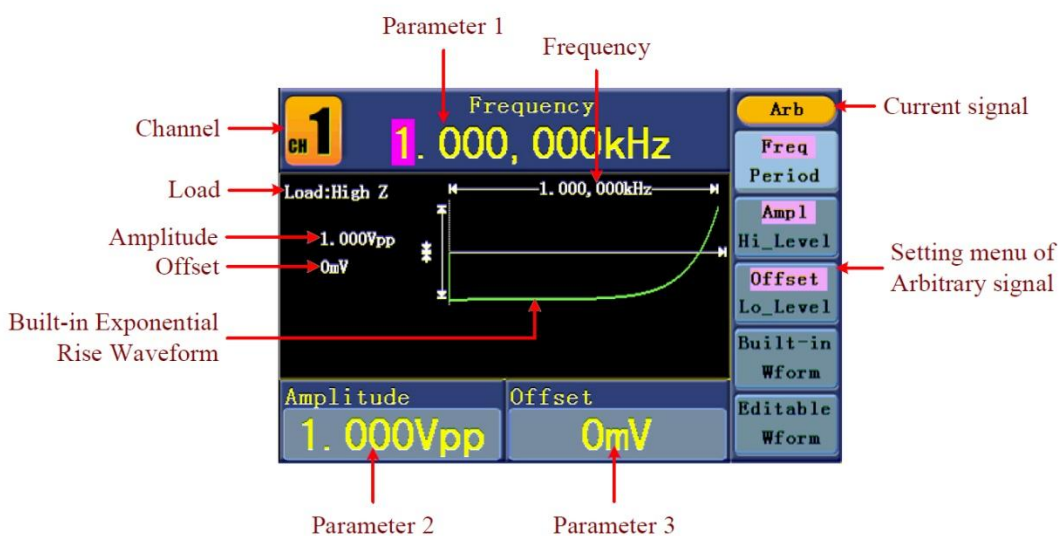 Parameter 1
Frequency
Channel
Load
Amplitude
Offset
Built-in Exponential
Rise Waveform
CH 1
Frequency
1.000,000kHz
Load:High Z
1.000,000kHz
1.000Vpp
0mV
Amplitude
1.000Vpp
Offset
0mV
Arb
Freq
Period
Ampl
Hi_Level
Offset
Lo_Level
Built-in
Wform
Editable
Wform
Current signal
Setting menu of
Arbitrary signal
Parameter 2
Parameter 3